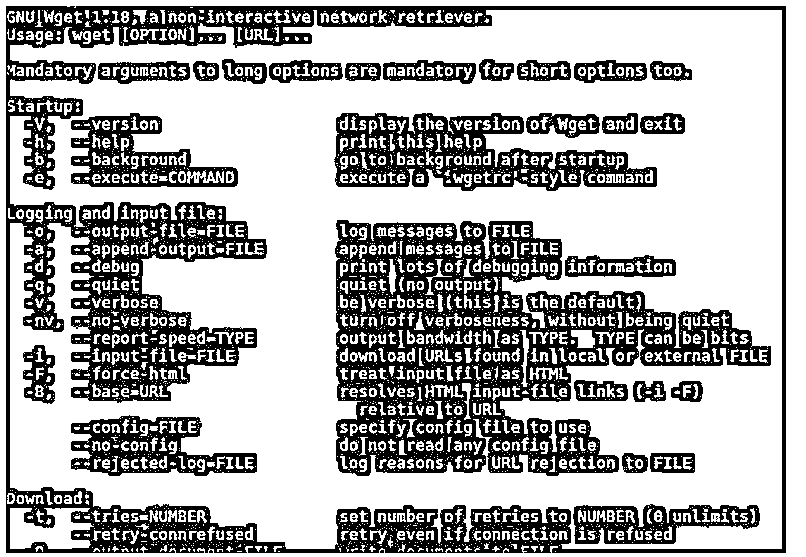 GNU Wget 1.18, a non-interactive network retriever.
Usage: wget [OPTION]... [URL]...
Mandatory arguments to long options are mandatory for short options too.
Startup:
-V, --version display the version of Wget and exit
-h, --help print this help
-b, --background go to background after startup
-e, --execute=COMMAND execute a `.wgetrc'-style command
Logging and input file:
-o, --output-file=FILE log messages to FILE
-a, --append-output=FILE append messages to FILE
-d, --debug print lots of debugging information
-q, --quiet quiet (no output)
-v, --verbose be verbose (this is the default)
-nv, --no-verbose turn off verboseness, without being quiet
--report-speed=TYPE output bandwidth as TYPE. TYPE can be bits
-i, --input-file=FILE download URLs found in local or external FILE
-F, --force-html treat input file as HTML
-B, --base=URL resolves HTML input-file links (-i -F)
relative to URL
--config=FILE specify config file to use
--no-config do not read any config file
--rejected-log=FILE log reasons for URL rejection to FILE
Download:
-t, --tries=NUMBER set number of retries to NUMBER (0 unlimits)
--retry-connrefused retry even if connection is refused